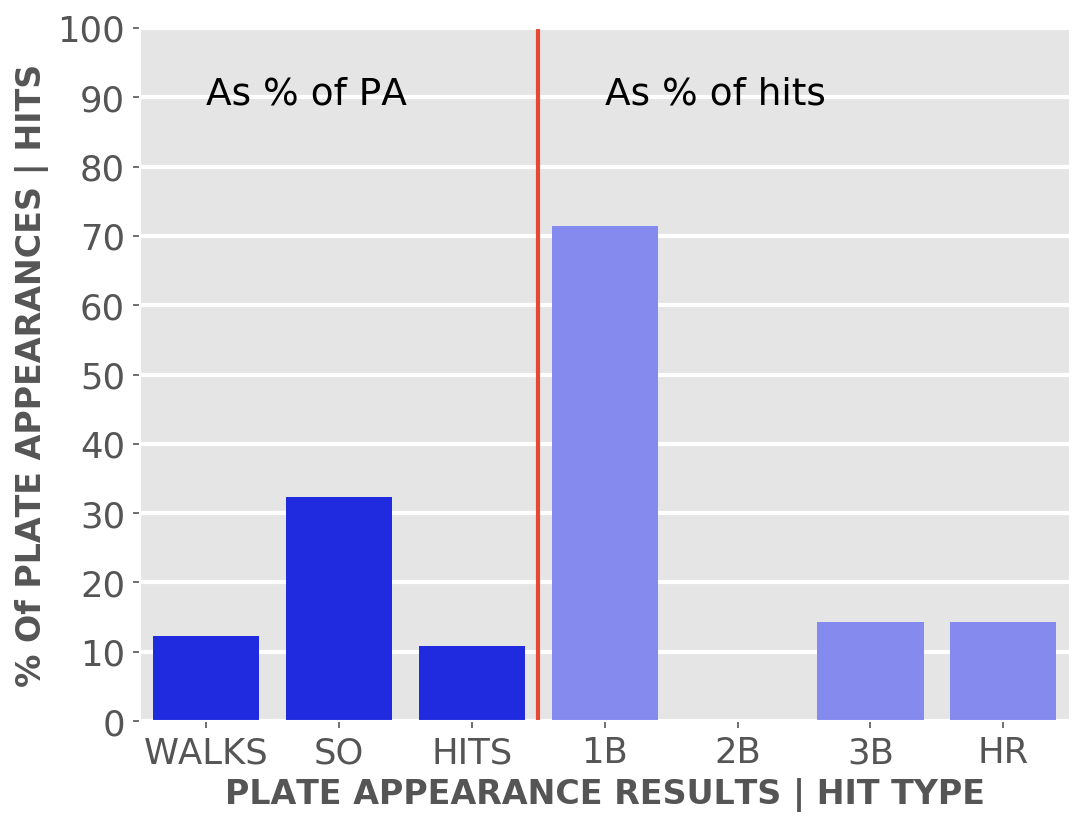 % Of PLATE APPEARANCES | HITS
100
90
80
70
60
50
40
30
20
10
0
As % of PA
As % of hits
WALKS SO HITS 1B 2B 3B HR
PLATE APPEARANCE RESULTS | HIT TYPE